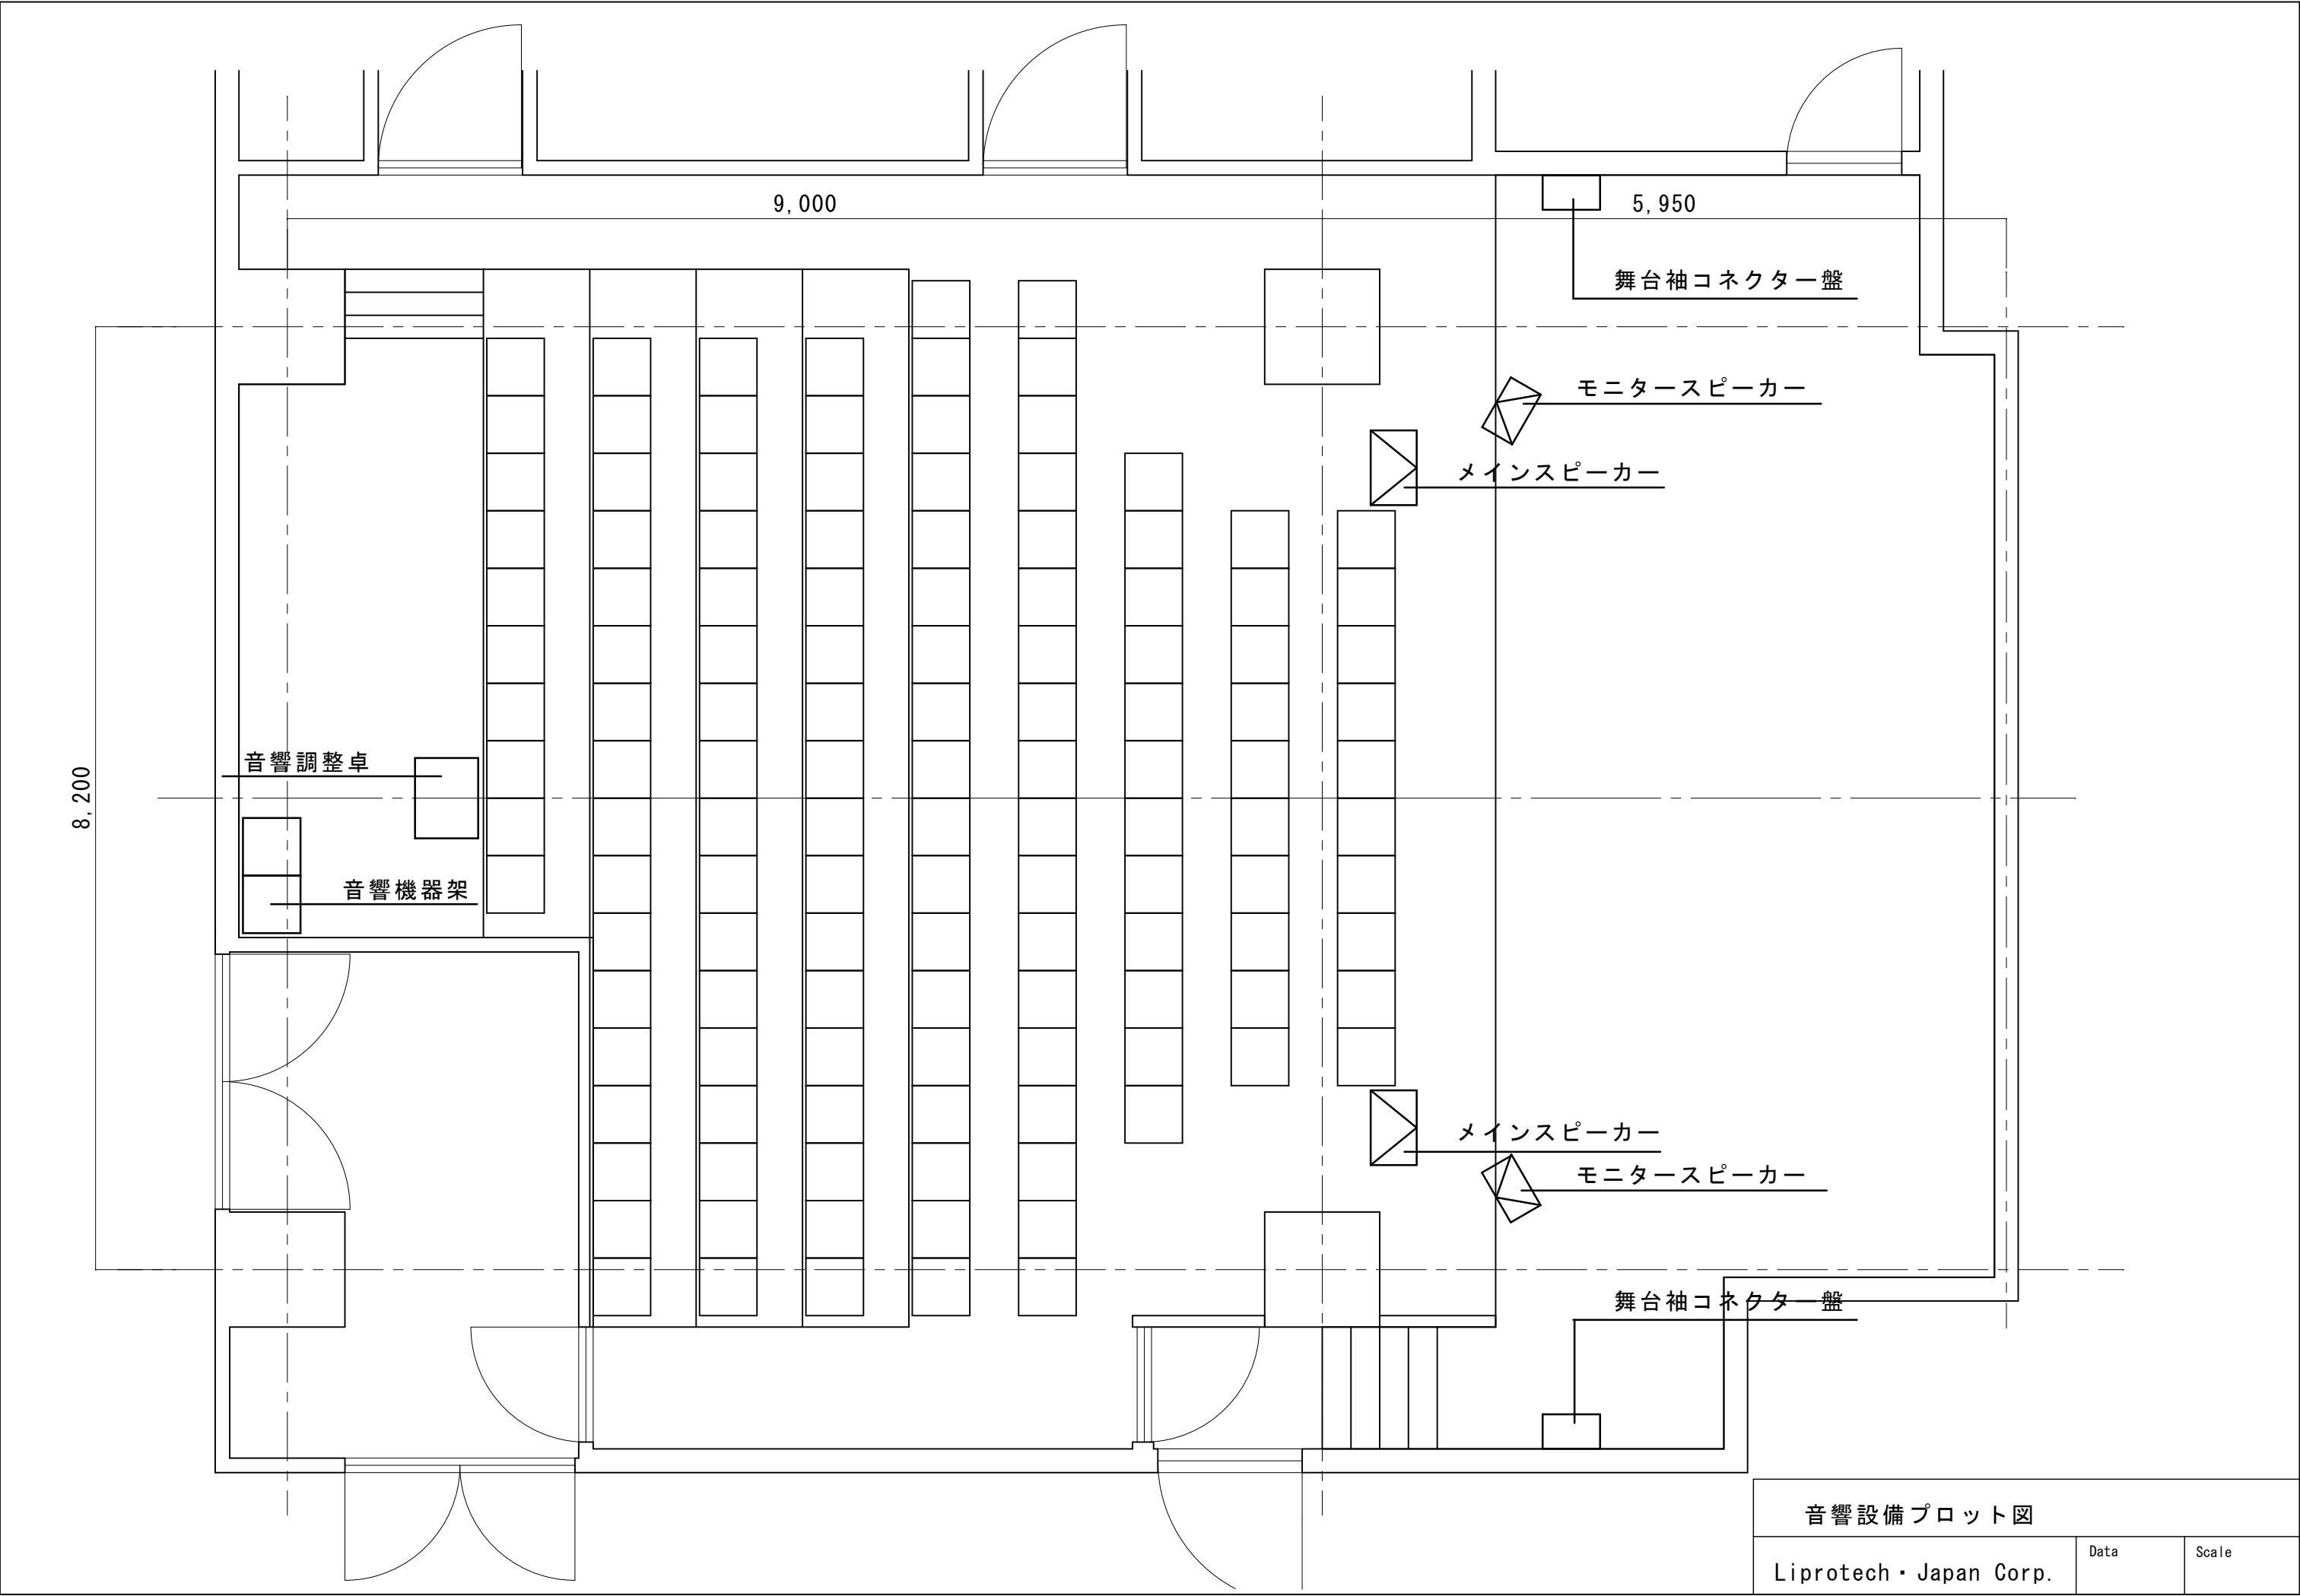 9,000
5,950
舞台袖コネクター盤
モニタースピーカー
メインスピーカー
音響調整卓
8,200
音響機器架
メインスピーカー
モニタースピーカー
舞台袖コネクター盤
音響設備プロット図
Liprotech・Japan Corp.
Data
Scale